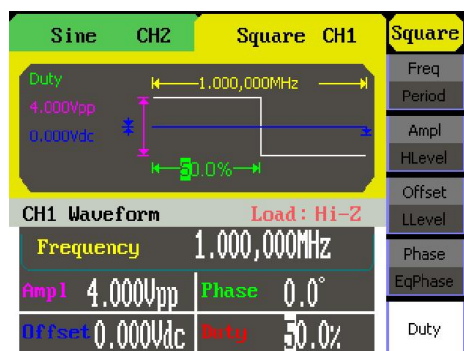 Sine CH2 Square CH1 Square
Duty 1.000,000MHz
4.000Vpp
0.000Vdc
50.0%
CH1 Waveform Load: Hi-Z
Frequency 1.000,000MHz
Ampl 4.000Vpp Phase 0.0°
Offset 0.000Vdc Duty 50.0%
Freq
Period
Ampl
HLevel
Offset
LLevel
Phase
EqPhase
Duty